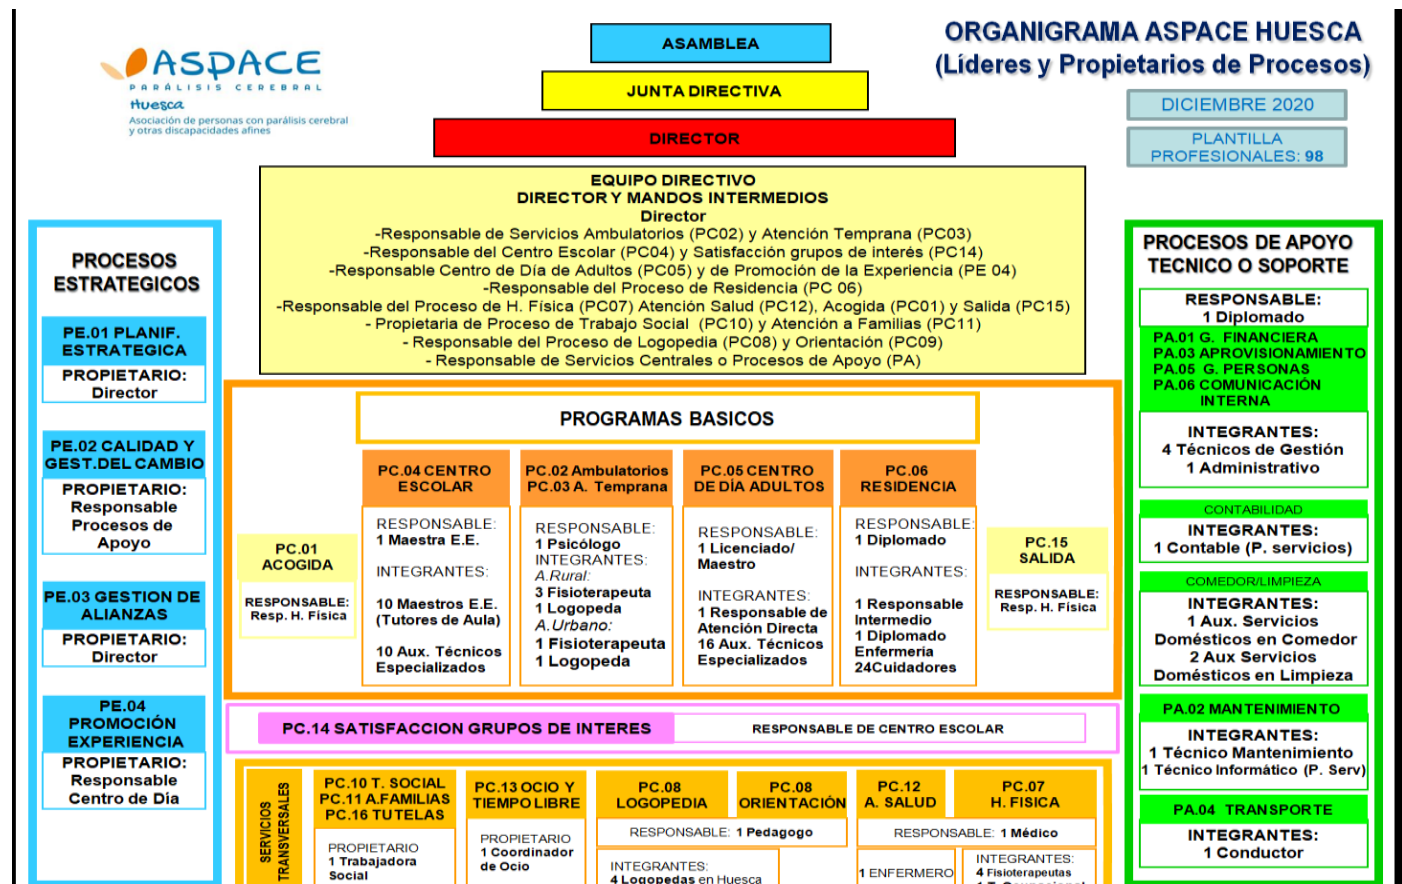 ASPACE
PARÁLISIS CEREBRAL
Huesca
Asociación de personas con parálisis cerebral
y otras discapacidades afines
ASAMBLEA
JUNTA DIRECTIVA
DIRECTOR
ORGANIGRAMA ASPACE HUESCA
(Líderes y Propietarios de Procesos)
DICIEMBRE 2020
PLANTILLA
PROFESIONALES: 98
EQUIPO DIRECTIVO
DIRECTOR Y MANDOS INTERMEDIOS
Director
-Responsable de Servicios Ambulatorios (PC02) y Atención Temprana (PC03)
-Responsable del Centro Escolar (PC04) y Satisfacción grupos de interés (PC14)
-Responsable Centro de Día de Adultos (PC05) y de Promoción de la Experiencia (PE 04)
-Responsable del Proceso de Residencia (PC 06)
-Responsable del Proceso de H. Física (PC07) Atención Salud (PC12), Acogida (PC01) y Salida (PC15)
- Propietaria de Proceso de Trabajo Social (PC10) y Atención a Familias (PC11)
- Responsable del Proceso de Logopedia (PC08) y Orientación (PC09)
- Responsable de Servicios Centrales o Procesos de Apoyo (PA)
PROCESOS
ESTRATEGICOS
PE.01 PLANIF.
ESTRATEGICA
PROPIETARIO:
Director
PE.02 CALIDAD Y
GEST.DEL CAMBIO
PROPIETARIO:
Responsable
Procesos de
Apoyo
PE.03 GESTION DE
ALIANZAS
PROPIETARIO:
Director
PE.04
PROMOCIÓN
EXPERIENCIA
PROPIETARIO:
Responsable
Centro de Día
PROGRAMAS BASICOS
PC.01
ACOGIDA
RESPONSABLE:
Resp. H. Física
PC.04 CENTRO
ESCOLAR
RESPONSABLE:
1 Maestra E.E.
INTEGRANTES:
10 Maestros E.E.
(Tutores de Aula)
10 Aux. Técnicos
Especializados
PC.02 Ambulatorios
PC.03 A. Temprana
RESPONSABLE:
1 Psicólogo
INTEGRANTES:
A.Rural:
3 Fisioterapeuta
1 Logopeda
A.Urbano:
1 Fisioterapeuta
1 Logopeda
PC.05 CENTRO
DE DÍA ADULTOS
RESPONSABLE:
1 Licenciado/
Maestro
INTEGRANTES:
1 Responsable de
Atención Directa
16 Aux. Técnicos
Especializados
PC.06
RESIDENCIA
RESPONSABLE:
1 Diplomado
INTEGRANTES:
1 Responsable
Intermedio
1 Diplomado
Enfermería
24Cuidadores
PC.15
SALIDA
RESPONSABLE:
Resp. H. Física
PC.14 SATISFACCION GRUPOS DE INTERES
RESPONSABLE DE CENTRO ESCOLAR
SERVICIOS
TRANSVERSALES
PC.10 T. SOCIAL
PC.11 A.FAMILIAS
PC.16 TUTELAS
PROPIETARIO
1 Trabajadora
Social
PC.13 OCIO Y
TIEMPO LIBRE
PROPIETARIO
1 Coordinador
de Ocio
PC.08
LOGOPEDIA
PC.08
ORIENTACIÓN
RESPONSABLE: 1 Pedagogo
INTEGRANTES:
4 Logopedas en Huesca
PC.12
A. SALUD
PC.07
H. FISICA
RESPONSABLE: 1 Médico
1 ENFERMERO
INTEGRANTES:
4 Fisioterapeutas
1 T. Ocupacional
PROCESOS DE APOYO
TECNICO O SOPORTE
RESPONSABLE:
1 Diplomado
PA.01 G. FINANCIERA
PA.03 APROVISIONAMIENTO
PA.05 G. PERSONAS
PA.06 COMUNICACIÓN
INTERNA
INTEGRANTES:
4 Técnicos de Gestión
1 Administrativo
CONTABILIDAD
INTEGRANTES:
1 Contable (P. servicios)
COMEDOR/LIMPIEZA
INTEGRANTES:
1 Aux. Servicios
Domésticos en Comedor
2 Aux Servicios
Domésticos en Limpieza
PA.02 MANTENIMIENTO
INTEGRANTES:
1 Técnico Mantenimiento
1 Técnico Informático (P. Serv)
PA.04 TRANSPORTE
INTEGRANTES:
1 Conductor